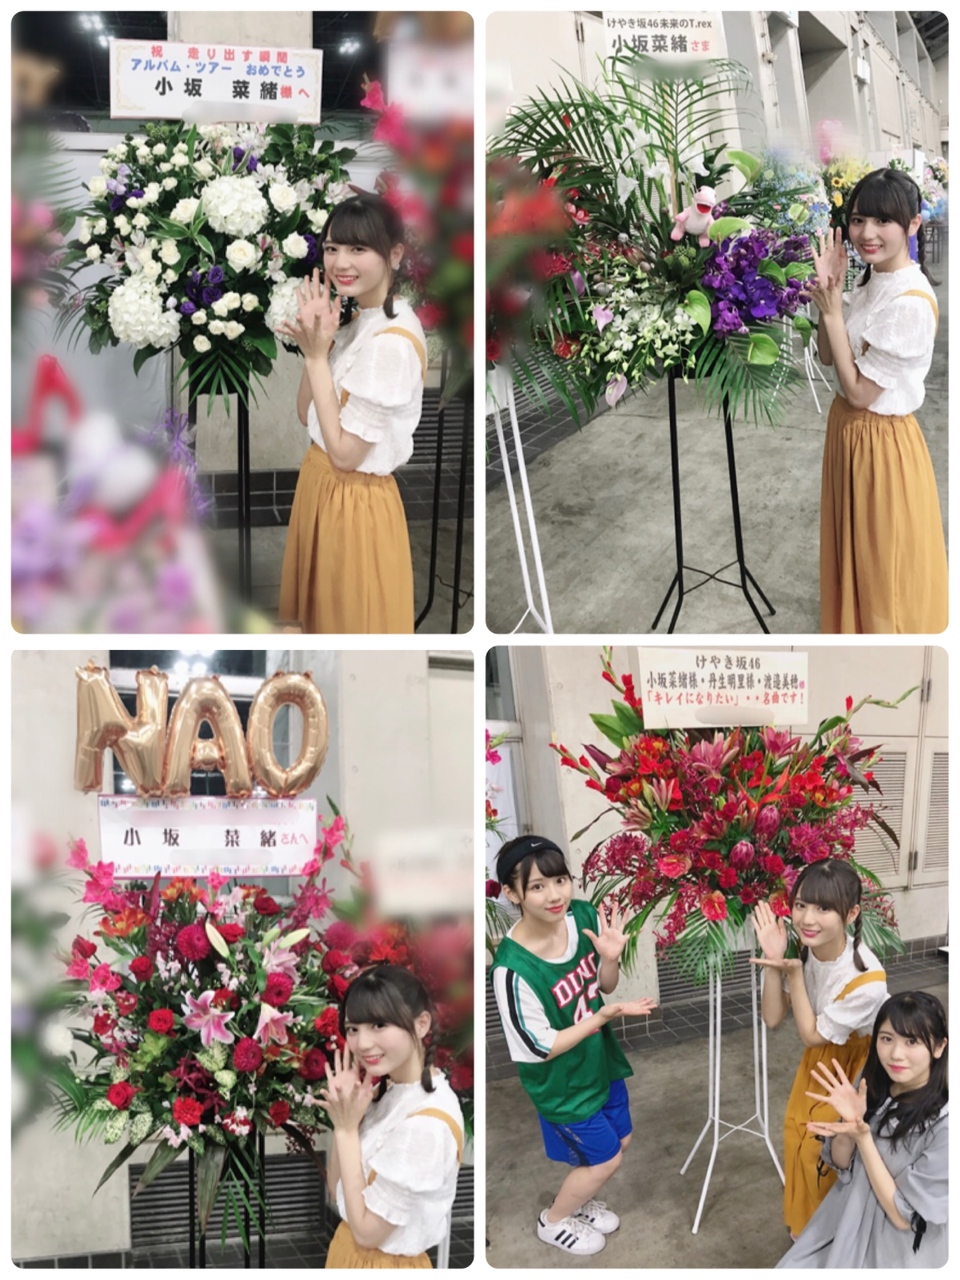 祝 走り出す瞬間
アルバム・ツアー おめでとう
小坂 菜緒様へ
けやき坂46未来のT.rex
小坂菜緒さま
NAO
小坂 菜緒さんへ
けやき坂46
小坂菜緒様・丹生明里様・渡邉美穂様
「キレイになりたい」・・名曲です!
DINO